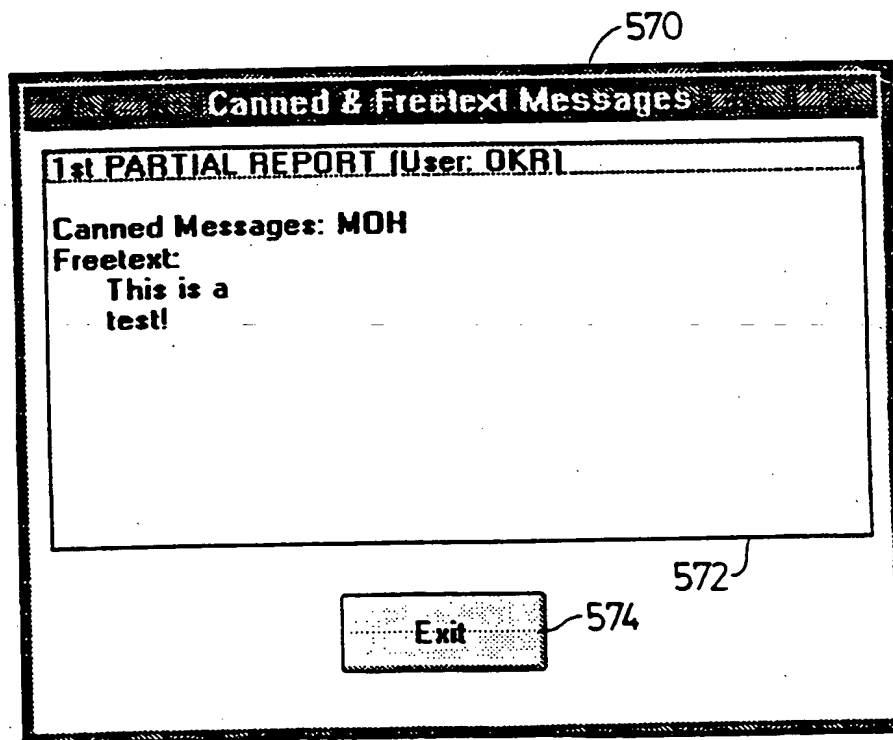 570
Canned & Freetext Messages
1st PARTIAL REPORT (User: OKR)
Canned Messages: MOH
Freetext:
This is a
test!
572
Exit
574